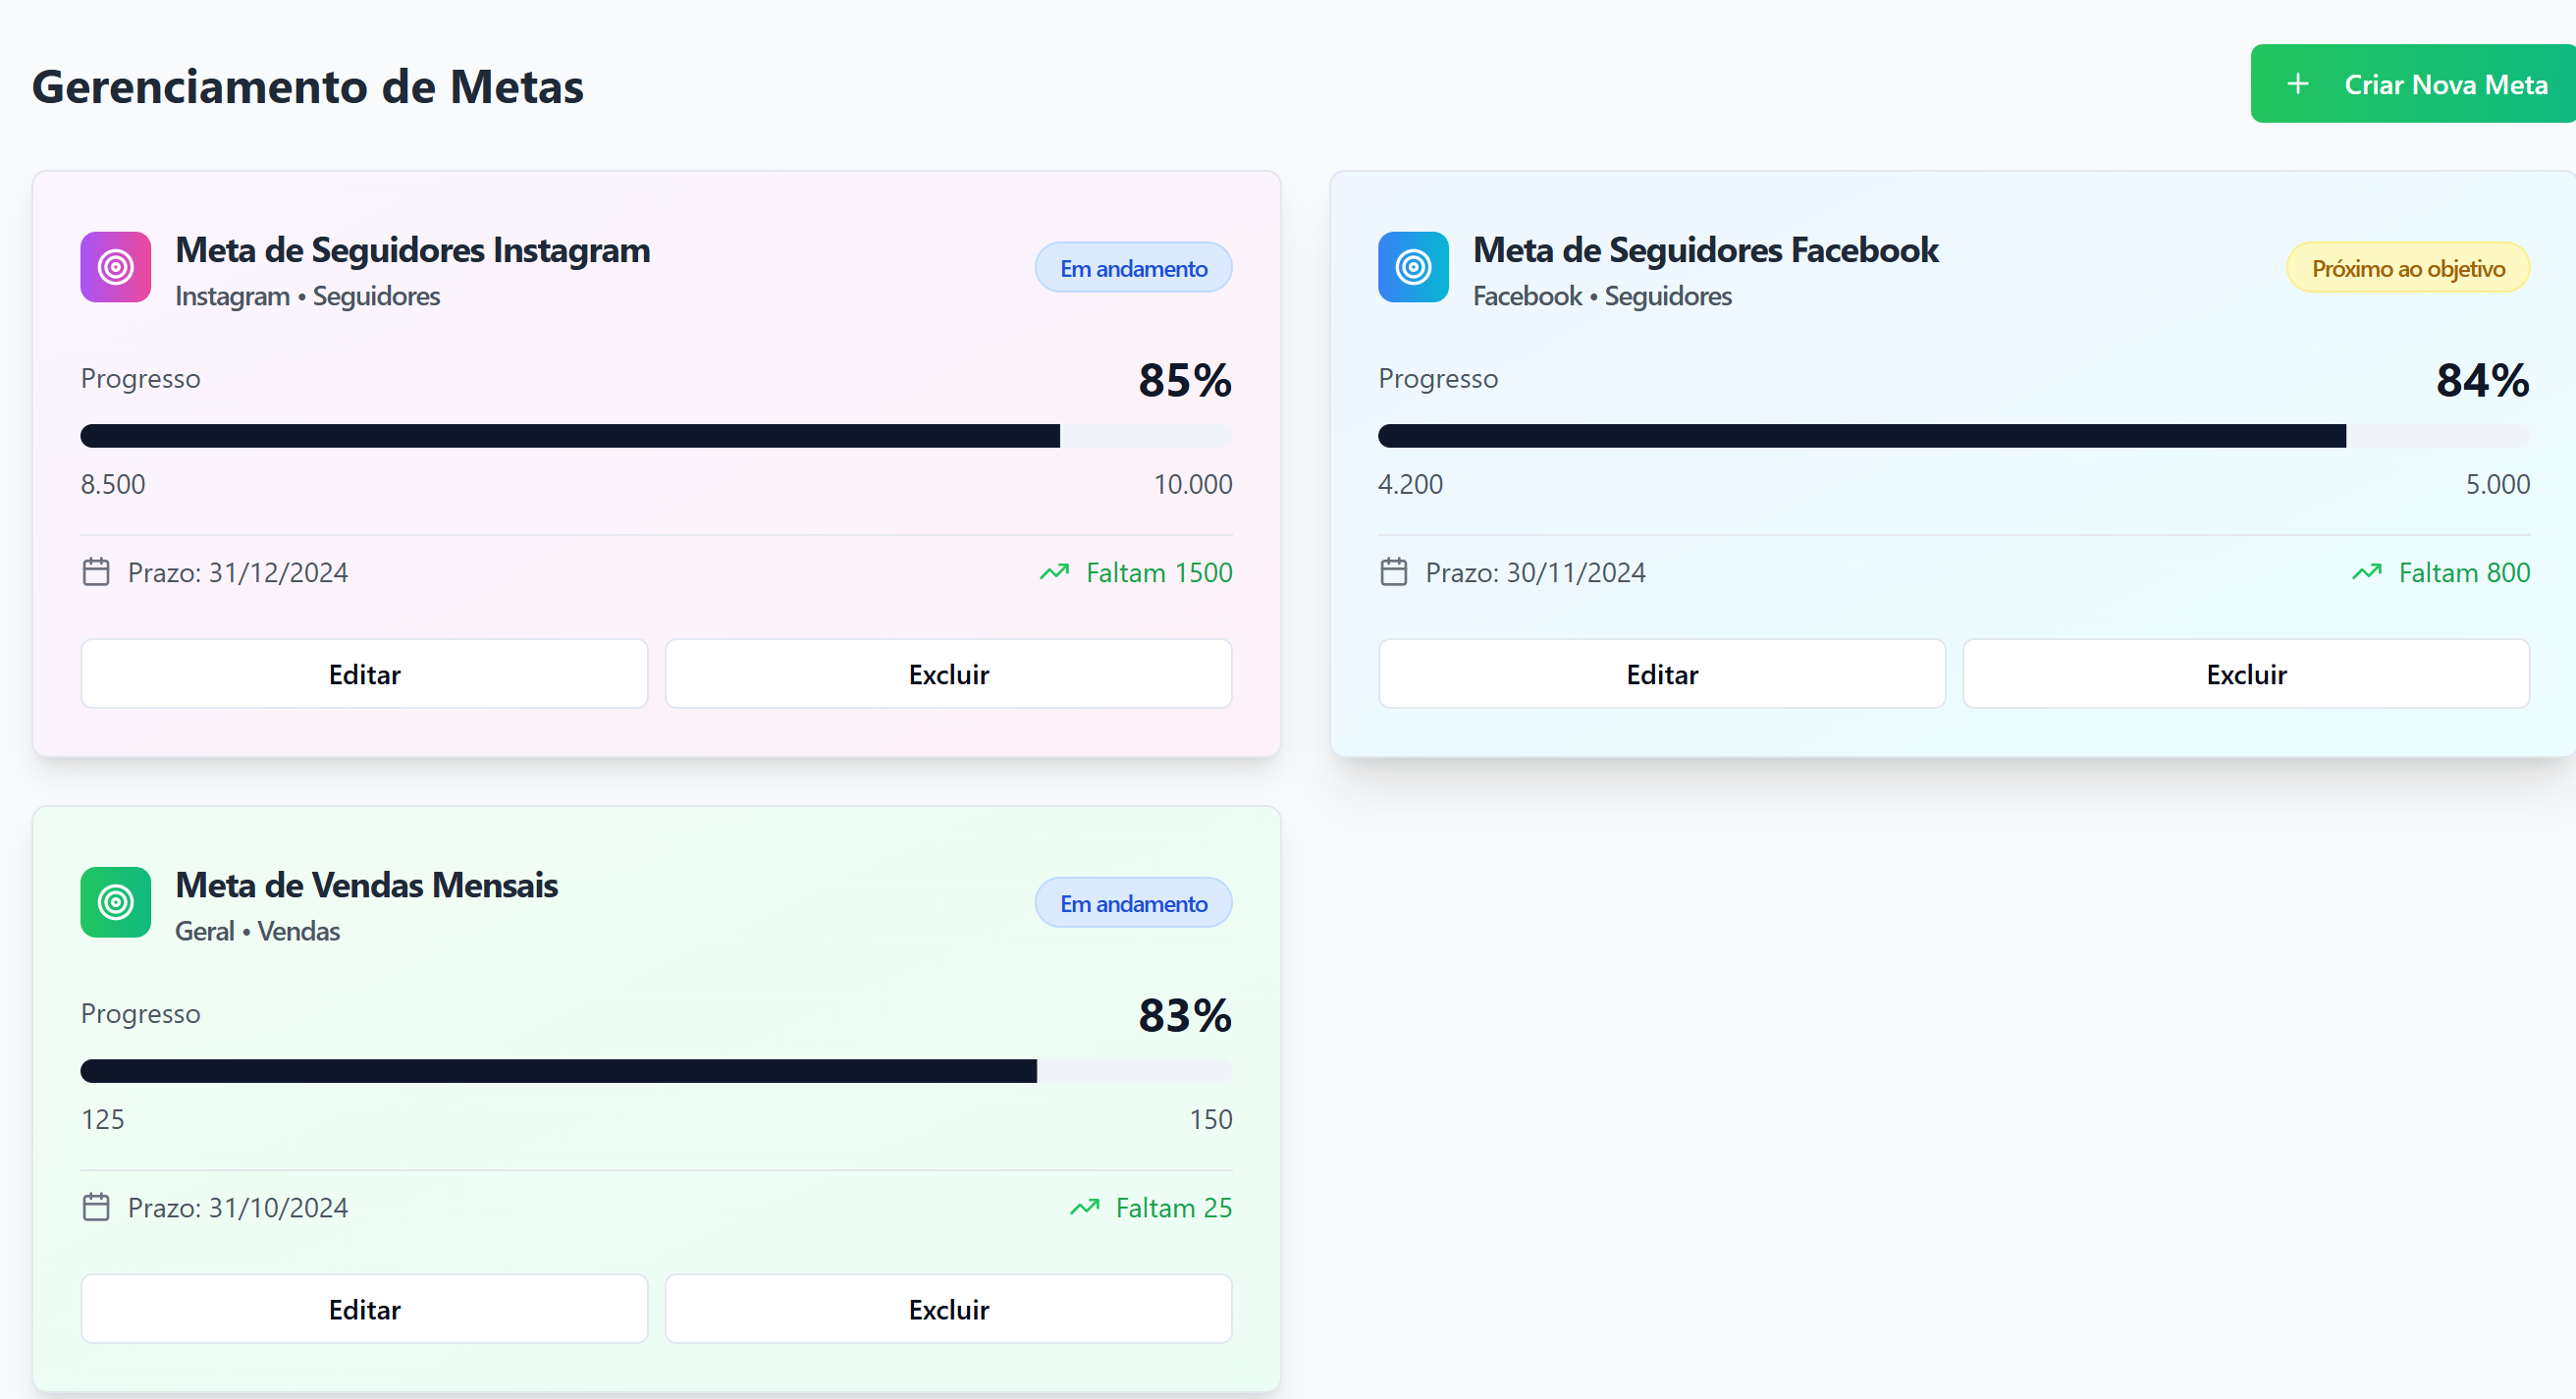 Gerenciamento de Metas
Criar Nova Meta
Meta de Seguidores Instagram
Instagram • Seguidores
Em andamento
Progresso
85%
8.500
10.000
Prazo: 31/12/2024
Faltam 1500
Editar
Excluir
Meta de Seguidores Facebook
Facebook • Seguidores
Próximo ao objetivo
Progresso
84%
4.200
5.000
Prazo: 30/11/2024
Faltam 800
Editar
Excluir
Meta de Vendas Mensais
Geral • Vendas
Em andamento
Progresso
83%
125
150
Prazo: 31/10/2024
Faltam 25
Editar
Excluir